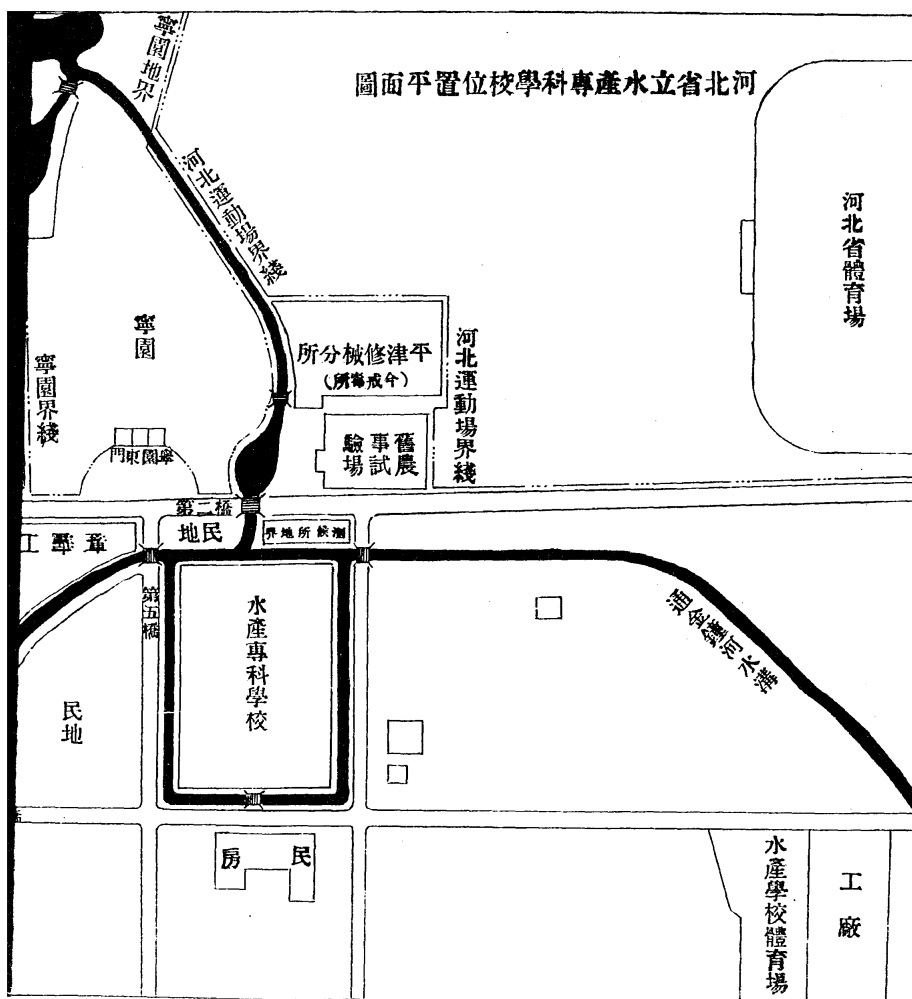 河北省立水產專科學校位置平面圖
寧園地界
河北運動場界綫
河北省體育場
寧園
寧園界綫
平津修械分所
(今戒毒所)
河北運動場界綫
舊農
事試
驗場
寧園東門
第二橋
民地
測候所地界
第五橋
水產專科學校
通金鐘河水溝
民地
民房
水產學校體育場
工廠